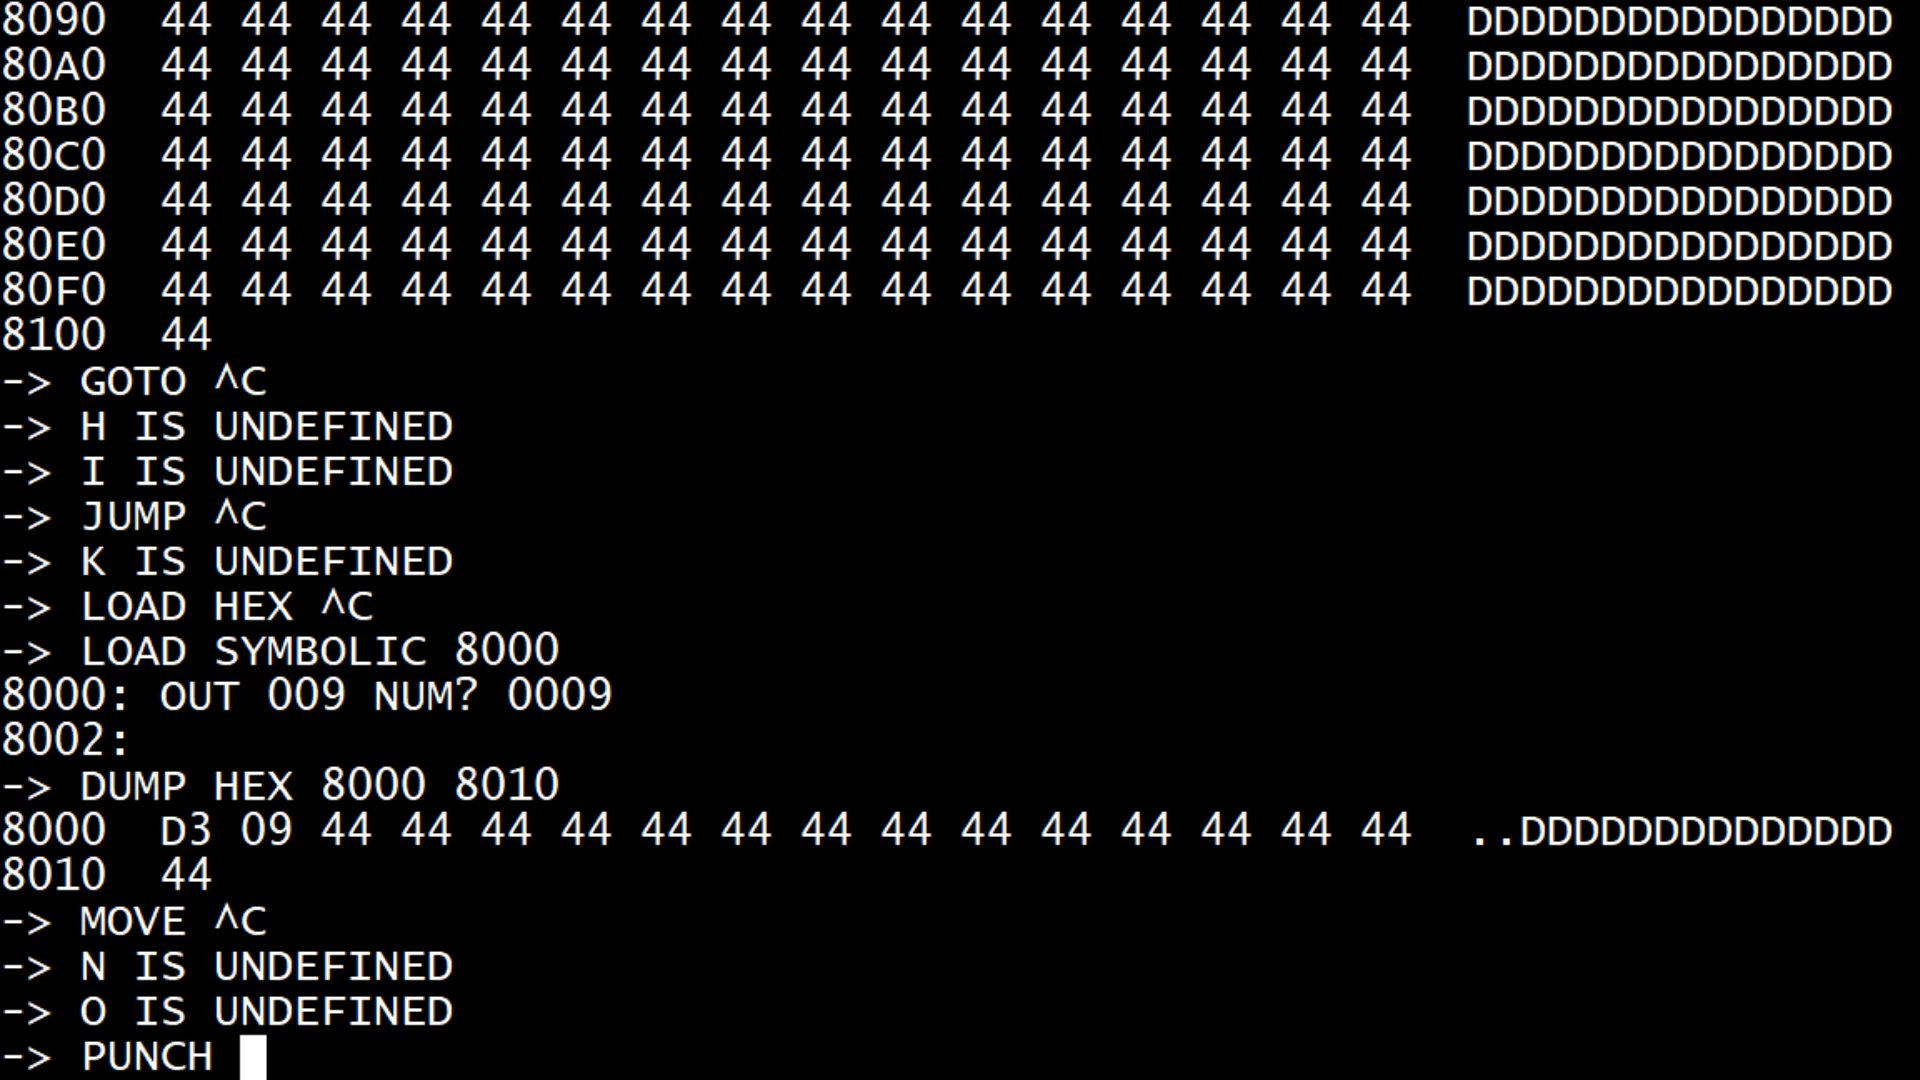 8090  44 44 44 44 44 44 44 44 44 44 44 44 44 44 44 44  DDDDDDDDDDDDDDDD
80A0  44 44 44 44 44 44 44 44 44 44 44 44 44 44 44 44  DDDDDDDDDDDDDDDD
80B0  44 44 44 44 44 44 44 44 44 44 44 44 44 44 44 44  DDDDDDDDDDDDDDDD
80C0  44 44 44 44 44 44 44 44 44 44 44 44 44 44 44 44  DDDDDDDDDDDDDDDD
80D0  44 44 44 44 44 44 44 44 44 44 44 44 44 44 44 44  DDDDDDDDDDDDDDDD
80E0  44 44 44 44 44 44 44 44 44 44 44 44 44 44 44 44  DDDDDDDDDDDDDDDD
80F0  44 44 44 44 44 44 44 44 44 44 44 44 44 44 44 44  DDDDDDDDDDDDDDDD
8100  44
-> GOTO ^C
-> H IS UNDEFINED
-> I IS UNDEFINED
-> JUMP ^C
-> K IS UNDEFINED
-> LOAD HEX ^C
-> LOAD SYMBOLIC 8000
8000: OUT 009 NUM? 0009
8002:
-> DUMP HEX 8000 8010
8000  D3 09 44 44 44 44 44 44 44 44 44 44 44 44 44 44  ..DDDDDDDDDDDDDD
8010  44
-> MOVE ^C
-> N IS UNDEFINED
-> O IS UNDEFINED
-> PUNCH